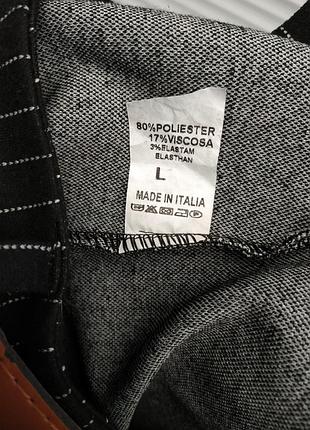 80%POLIESTER
17%VISCOSA
3%ELASTAM
ELASTHAN
L
MADE IN ITALIA